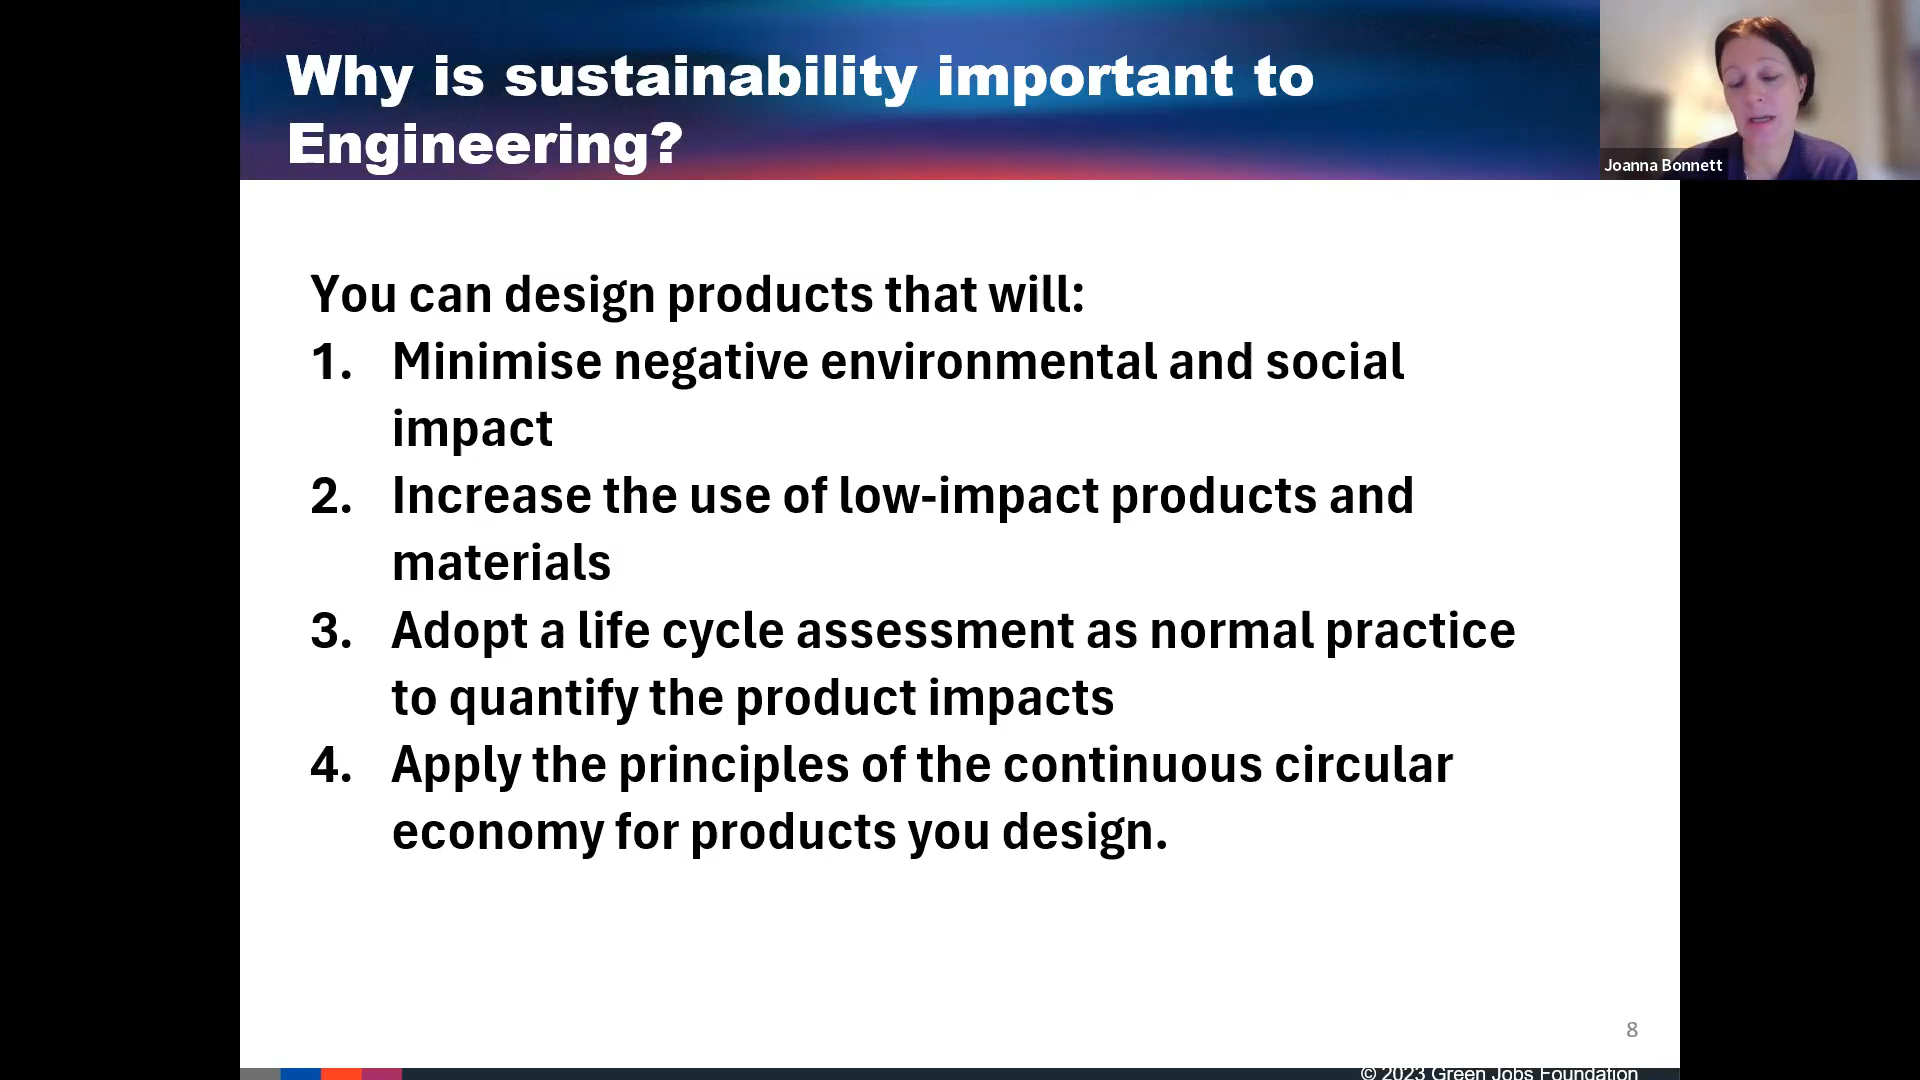 Why is sustainability important to
Engineering?
Joanna Bonnett
You can design products that will:
1. Minimise negative environmental and social
impact
2. Increase the use of low-impact products and
materials
3. Adopt a life cycle assessment as normal practice
to quantify the product impacts
4. Apply the principles of the continuous circular
economy for products you design.
8
© 2023 Green Jobs Foundation